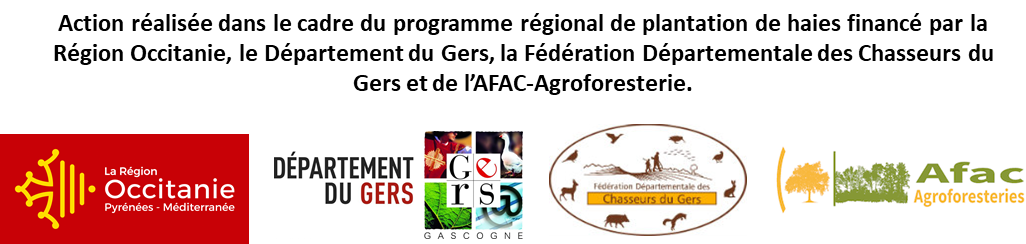 Action réalisée dans le cadre du programme régional de plantation de haies financé par la
Région Occitanie, le Département du Gers, la Fédération Départementale des Chasseurs du
Gers et de l’AFAC-Agroforesterie.
La Région
Occitanie
Pyrénées - Méditerranée
DÉPARTEMENT
DU GERS
Gers
GASCOGNE
Fédération Départementale des
Chasseurs du Gers
Afac
Agroforesteries